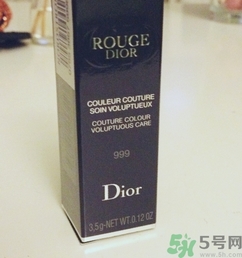 ROUGE
DIOR
COULEUR COUTURE
SOIN VOLUPTUEUX
COUTURE COLOUR
VOLUPTUOUS CARE
999
Dior
3,5g-NET WT 0.12 OZ
5号网